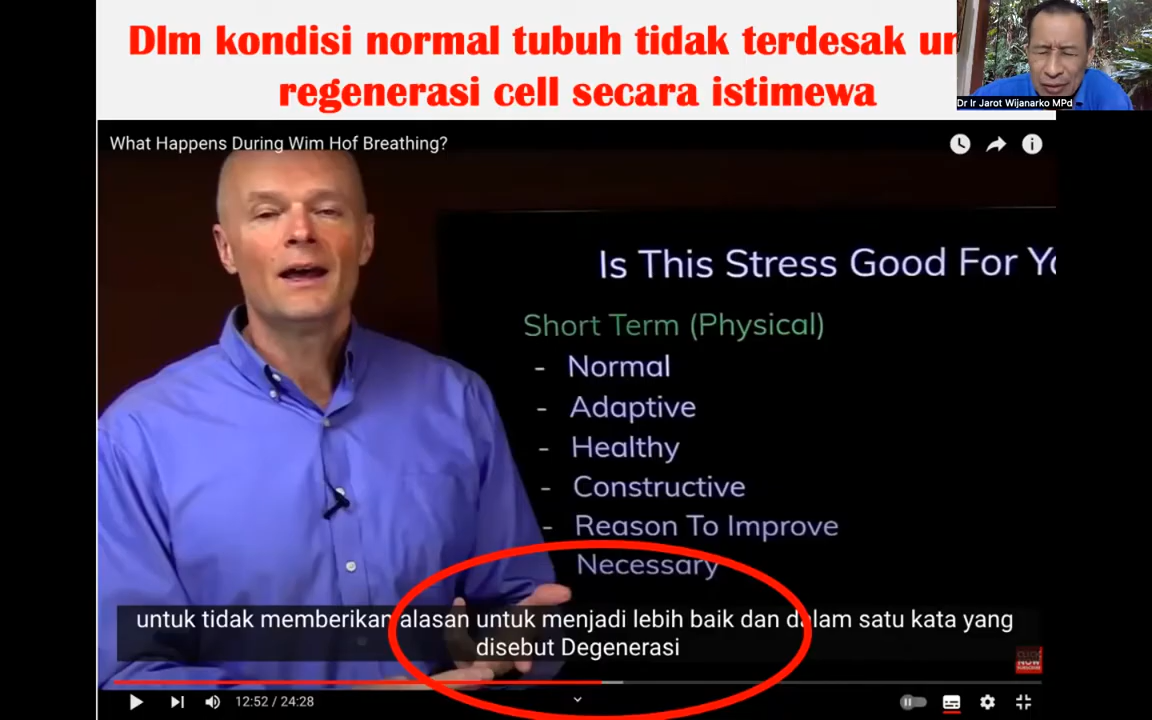 Dlm kondisi normal tubuh tidak terdesak un
regenerasi cell secara istimewa
Dr Ir Jarot Wijanarko MPd
What Happens During Wim Hof Breathing?
Is This Stress Good For Yo
Short Term (Physical)
- Normal
- Adaptive
- Healthy
- Constructive
- Reason To Improve
Necessary
untuk tidak memberikan alasan untuk menjadi lebih baik dan dalam satu kata yang
disebut Degenerasi
CLICK
NOW
SUBSCRIBE
12:52 / 24:28